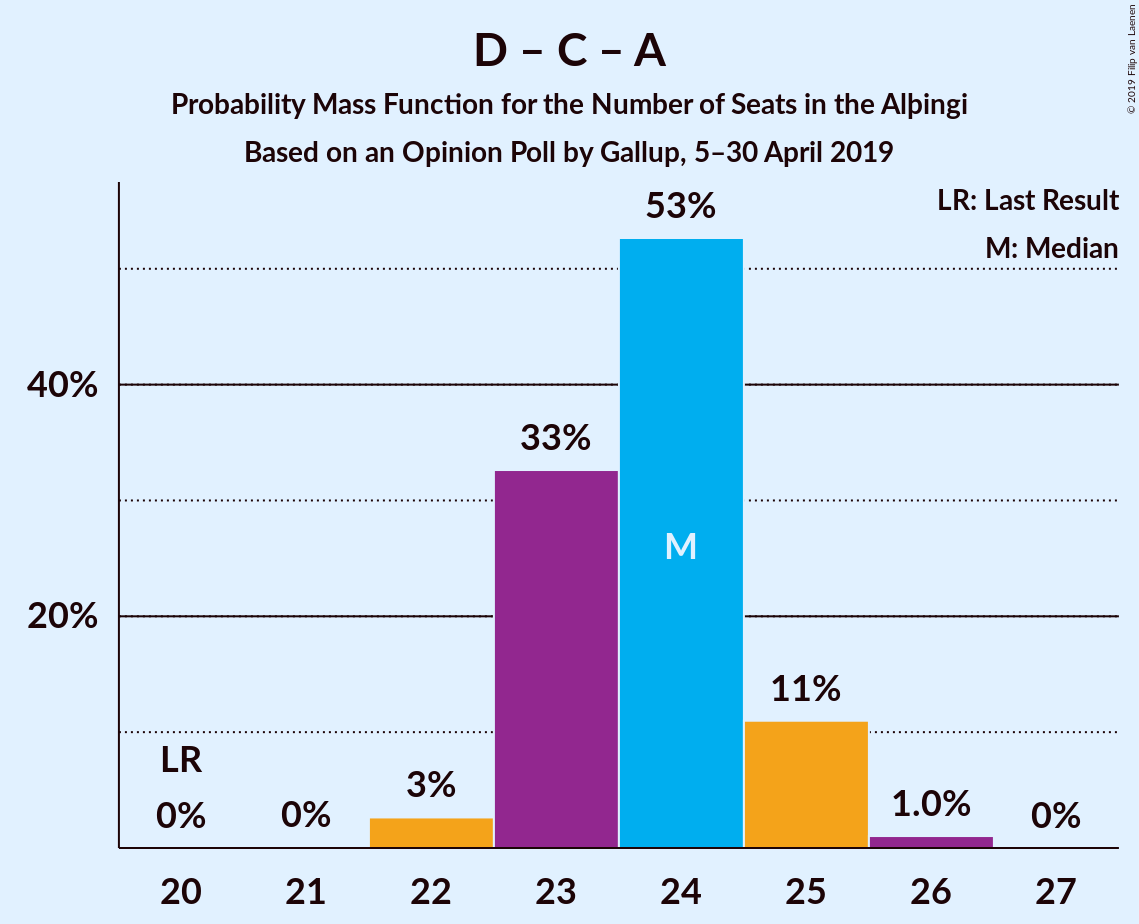 D – C – A
Probability Mass Function for the Number of Seats in the Alþingi
Based on an Opinion Poll by Gallup, 5–30 April 2019
© 2019 Filip van Laenen
LR: Last Result
M: Median
53%
40%
33%
M
20%
11%
LR
3%
1.0%
0%
0%
0%
20 21 22 23 24 25 26 27